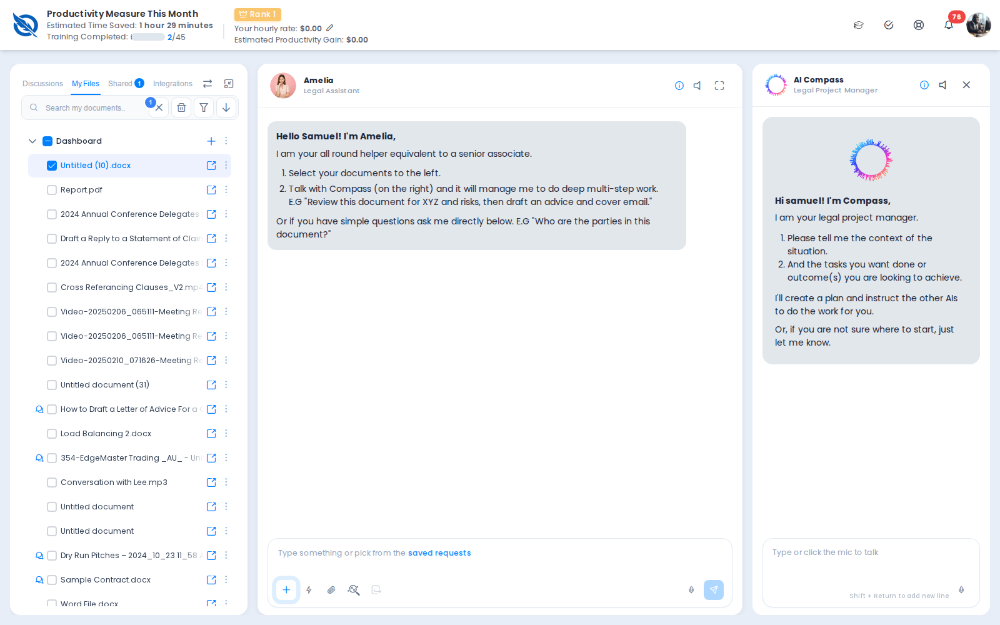 Productivity Measure This Month
Estimated Time Saved: 1 hour 29 minutes
Training Completed: 2/45
Rank 1
Your hourly rate: $0.00
Estimated Productivity Gain: $0.00
76
Discussions My Files Shared 1 Integrations
Search my documents..
1
Dashboard
Untitled (10).docx
Report.pdf
2024 Annual Conference Delegates
Draft a Reply to a Statement of Claim
2024 Annual Conference Delegates
Cross Referancing Clauses_V2.mp4
Video-20250206_065111-Meeting Re
Video-20250206_065111-Meeting Re
Video-20250210_071626-Meeting Re
Untitled document (31)
How to Draft a Letter of Advice For a
Load Balancing 2.docx
354-EdgeMaster Trading _AU_ - Un
Conversation with Lee.mp3
Untitled document
Untitled document
Dry Run Pitches – 2024_10_23 11_58
Sample Contract.docx
Word File.docx
Amelia
Legal Assistant
Hello Samuel! I'm Amelia,
I am your all round helper equivalent to a senior associate.
1. Select your documents to the left.
2. Talk with Compass (on the right) and it will manage me to do deep multi-step work.
E.G "Review this document for XYZ and risks, then draft an advice and cover email."
Or if you have simple questions ask me directly below. E.G "Who are the parties in this
document?"
Type something or pick from the saved requests
AI Compass
Legal Project Manager
Hi samuel! I'm Compass,
I am your legal project manager.
1. Please tell me the context of the
situation.
2. And the tasks you want done or
outcome(s) you are looking to achieve.
I'll create a plan and instruct the other AIs
to do the work for you.
Or, if you are not sure where to start, just
let me know.
Type or click the mic to talk
Shift + Return to add new line